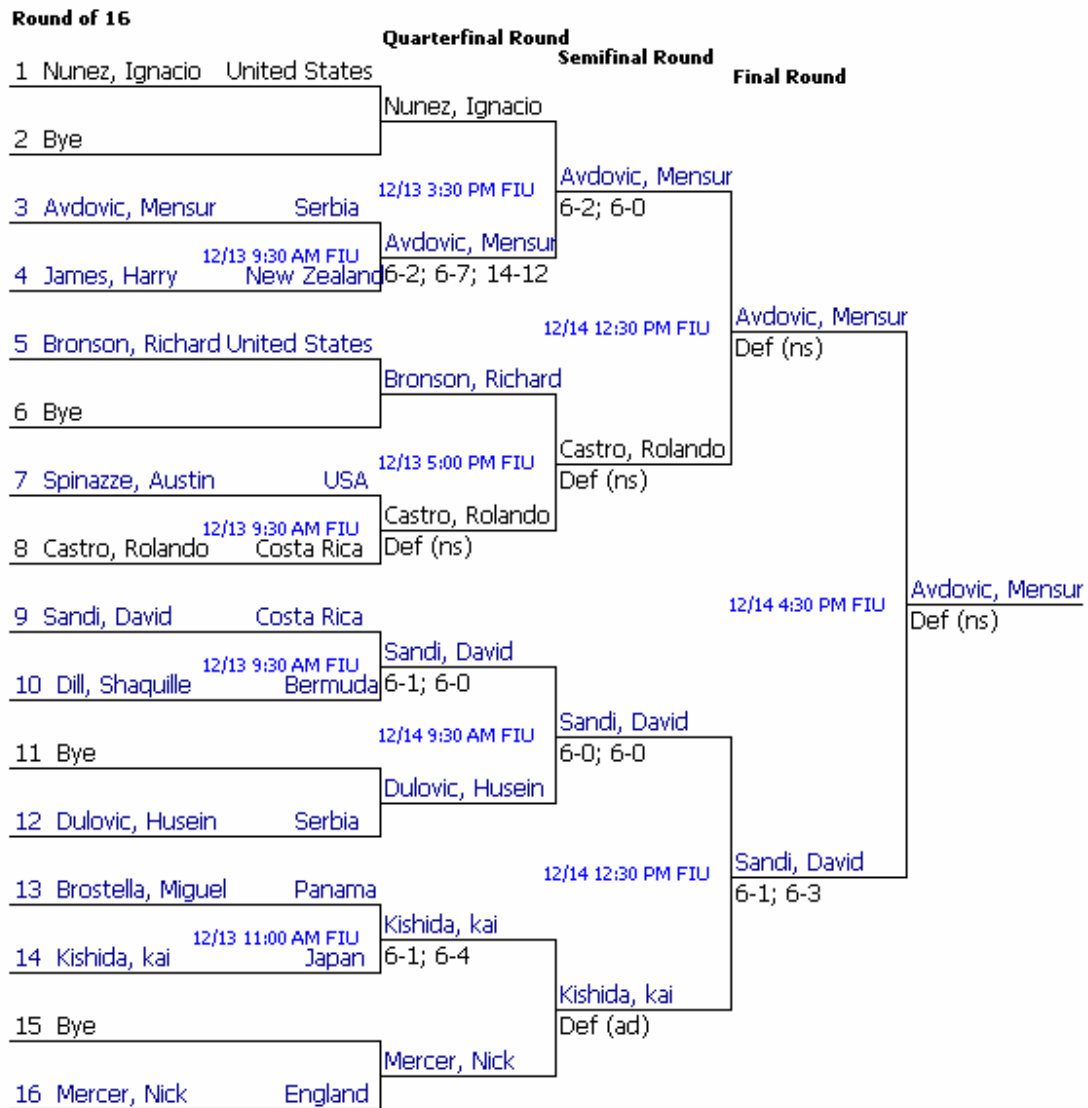 Round of 16
Quarterfinal Round
Semifinal Round
Final Round
1 Nunez, Ignacio United States
Nunez, Ignacio
2 Bye
12/13 3:30 PM FIU
Avdovic, Mensur
6-2; 6-0
3 Avdovic, Mensur Serbia
12/13 9:30 AM FIU
Avdovic, Mensur
6-2; 6-7; 14-12
4 James, Harry New Zealand
12/14 12:30 PM FIU
Avdovic, Mensur
Def (ns)
5 Bronson, Richard United States
Bronson, Richard
6 Bye
12/13 5:00 PM FIU
Castro, Rolando
Def (ns)
7 Spinazze, Austin USA
12/13 9:30 AM FIU
Castro, Rolando
Def (ns)
8 Castro, Rolando Costa Rica
12/14 4:30 PM FIU
Avdovic, Mensur
Def (ns)
9 Sandi, David Costa Rica
12/13 9:30 AM FIU
Sandi, David
6-1; 6-0
10 Dill, Shaquille Bermuda
12/14 9:30 AM FIU
Sandi, David
6-0; 6-0
11 Bye
Dulovic, Husein
12 Dulovic, Husein Serbia
12/14 12:30 PM FIU
Sandi, David
6-1; 6-3
13 Brostella, Miguel Panama
12/13 11:00 AM FIU
Kishida, kai
6-1; 6-4
14 Kishida, kai Japan
Kishida, kai
Def (ad)
15 Bye
Mercer, Nick
16 Mercer, Nick England